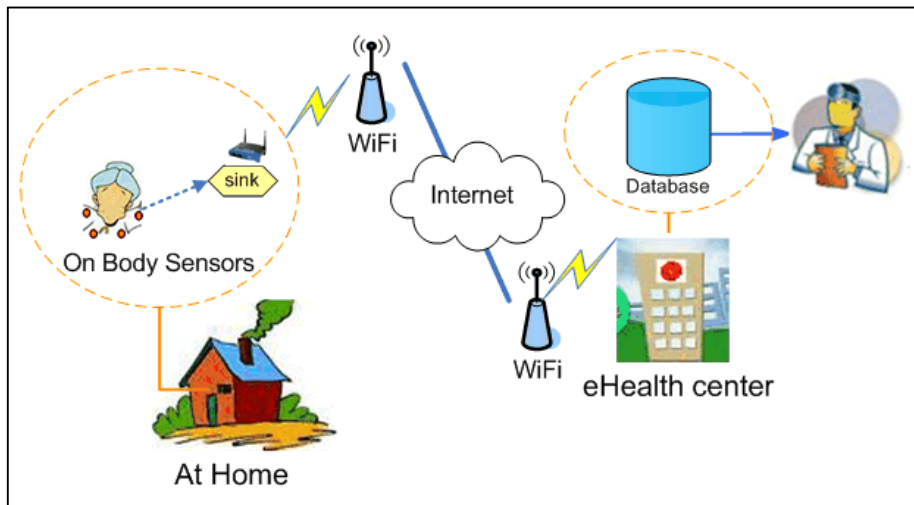 WiFi
sink
On Body Sensors
Internet
Database
WiFi
eHealth center
At Home